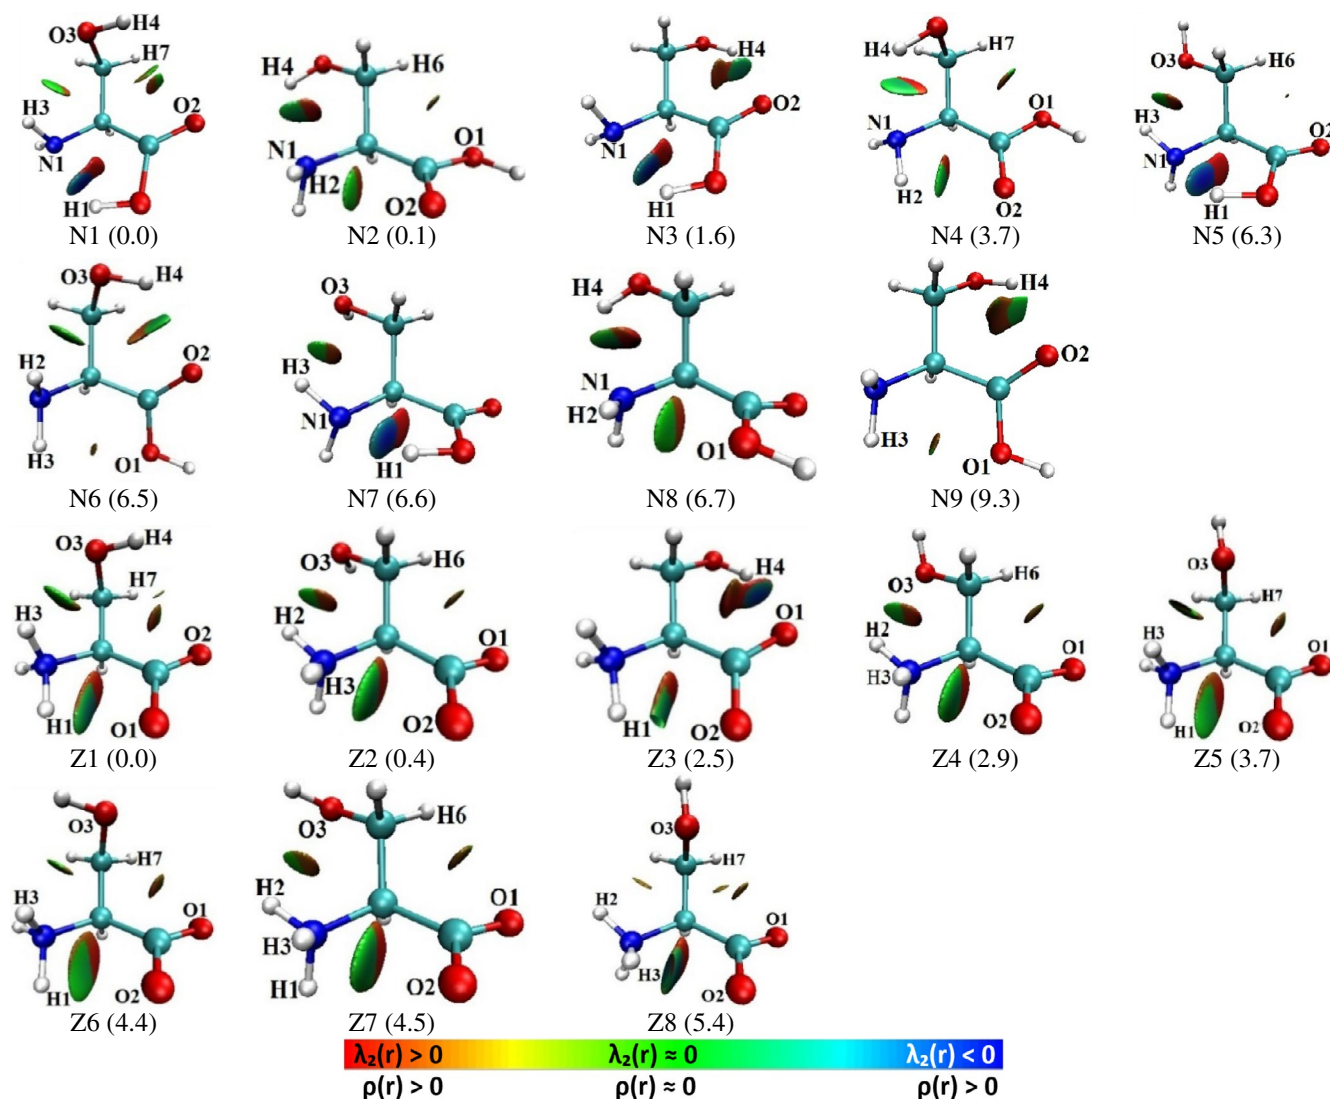 O3 H4
H7
H3 O2
N1
H1
N1 (0.0)
H4 H6
N1 O1
H2
O2
N2 (0.1)
H4
O2
N1
H1
N3 (1.6)
H4 H7
O1
N1
H2 O2
N4 (3.7)
O3 H6
H3
O2
N1
H1
N5 (6.3)
O3 H4
H2 O2
H3
O1
N6 (6.5)
O3
H3
N1
H1
N7 (6.6)
H4
N1
H2
O1
N8 (6.7)
H4
O2
H3
O1
N9 (9.3)
O3 H4
H7
H3
O2
H1 O1
Z1 (0.0)
O3 H6
H2
O1
H3
O2
Z2 (0.4)
H4
O1
H1 O2
Z3 (2.5)
O3 H6
H2
O1
H3
O2
Z4 (2.9)
O3
H7
H3
O1
H1 O2
Z5 (3.7)
O3
H7
H3
O1
H1 O2
Z6 (4.4)
O3 H6
H2
O1
H3
H1 O2
Z7 (4.5)
O3
H7
H2
O1
H3
O2
Z8 (5.4)
λ₂(r) > 0 λ₂(r) ≈ 0 λ₂(r) < 0
ρ(r) > 0 ρ(r) ≈ 0 ρ(r) > 0